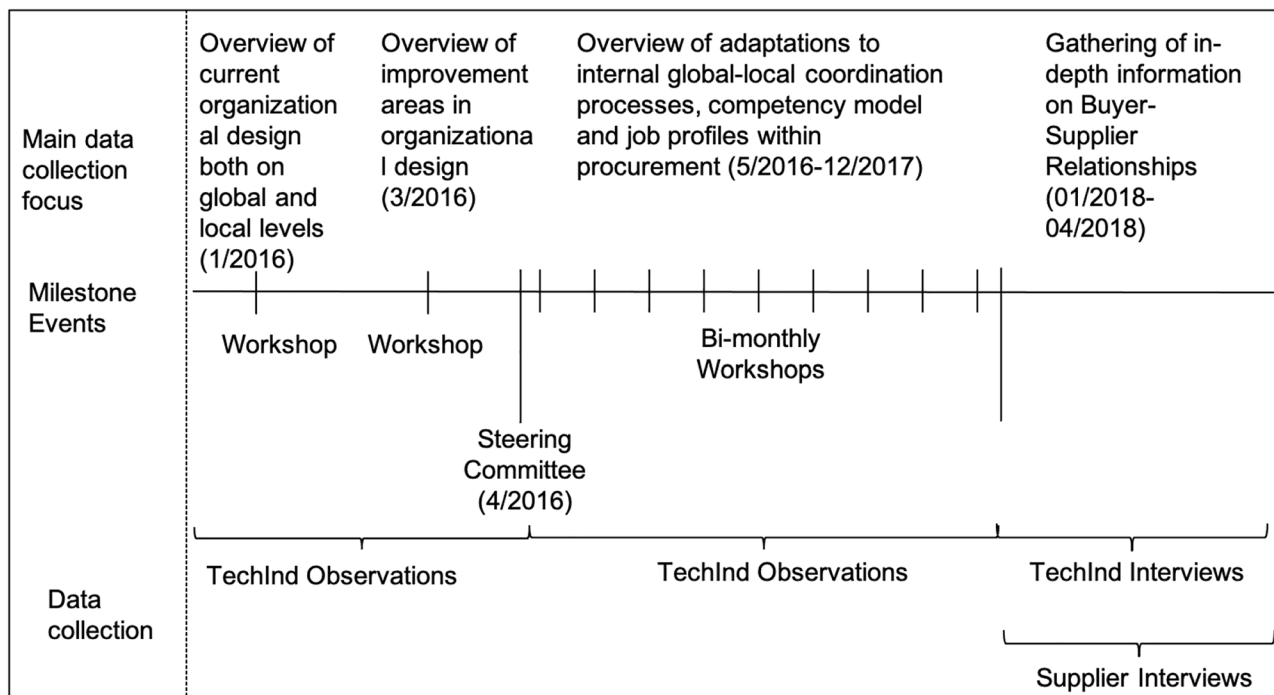 Main data
collection
focus
Overview of
current
organization
al design
both on
global and
local levels
(1/2016)
Overview of
improvement
areas in
organizationa
l design
(3/2016)
Overview of adaptations to
internal global-local coordination
processes, competency model
and job profiles within
procurement (5/2016-12/2017)
Gathering of in-
depth information
on Buyer-
Supplier
Relationships
(01/2018-
04/2018)
Milestone
Events
Workshop
Workshop
Bi-monthly
Workshops
Steering
Committee
(4/2016)
Data
collection
TechInd Observations
TechInd Observations
TechInd Interviews
Supplier Interviews